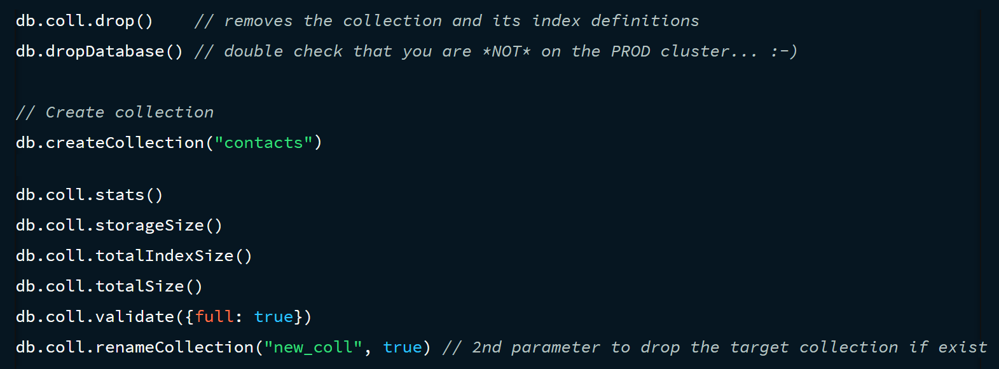 db.coll.drop()    // removes the collection and its index definitions
db.dropDatabase() // double check that you are *NOT* on the PROD cluster... :-)
// Create collection
db.createCollection("contacts")
db.coll.stats()
db.coll.storageSize()
db.coll.totalIndexSize()
db.coll.totalSize()
db.coll.validate({full: true})
db.coll.renameCollection("new_coll", true) // 2nd parameter to drop the target collection if exist